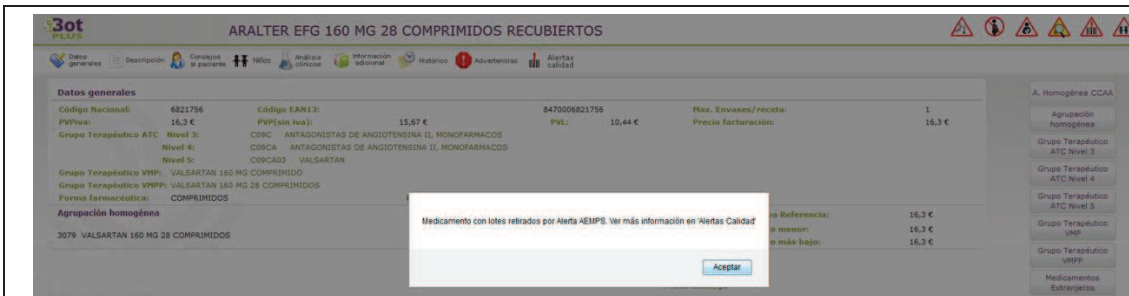 3ot PLUS
ARALTER EFG 160 MG 28 COMPRIMIDOS RECUBIERTOS
Datos generales
Descripción
Consejos al paciente
Niños
Análisis clínicos
Información adicional
Histórico
Advertencias
Alertas calidad
Datos generales
Código Nacional: 6821756 Código EAN13: 8470006821756 Max. Envases/receta: 1
PVPiva: 16,3 € PVP(sin iva): 15,67 € PVL: 10,44 € Precio facturación: 16,3 €
Grupo Terapéutico ATC Nivel 3: C09C ANTAGONISTAS DE ANGIOTENSINA II, MONOFARMACOS
Nivel 4: C09CA ANTAGONISTAS DE ANGIOTENSINA II, MONOFARMACOS
Nivel 5: C09CA03 VALSARTAN
Grupo Terapéutico VMP: VALSARTAN 160 MG COMPRIMIDO
Grupo Terapéutico VMPP: VALSARTAN 160 MG 28 COMPRIMIDOS
Forma farmacéutica: COMPRIMIDOS
Agrupación homogénea
3079 VALSARTAN 160 MG 28 COMPRIMIDOS
Referencia: 16,3 €
menor: 16,3 €
más bajo: 16,3 €
Medicamento con lotes retirados por Alerta AEMPS. Ver más información en 'Alertas Calidad'
Aceptar
A. Homogénea CCAA
Agrupación homogénea
Grupo Terapéutico ATC Nivel 3
Grupo Terapéutico ATC Nivel 4
Grupo Terapéutico ATC Nivel 5
Grupo Terapéutico VMP
Grupo Terapéutico VMPP
Medicamentos Extranjeros